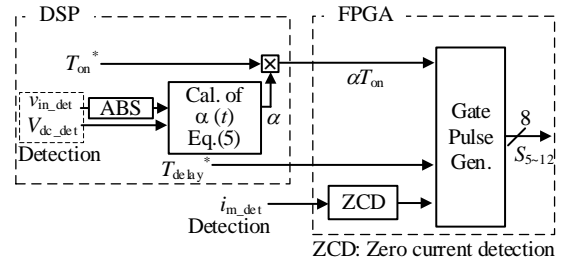 DSP
FPGA
T_on*
αT_on
v_in_det
ABS
V_dc_det
Cal. of
α (t)
Eq.(5)
α
Detection
T_delay*
Gate
Pulse
Gen.
8
S_5~12
i_m_det
Detection
ZCD
ZCD: Zero current detection